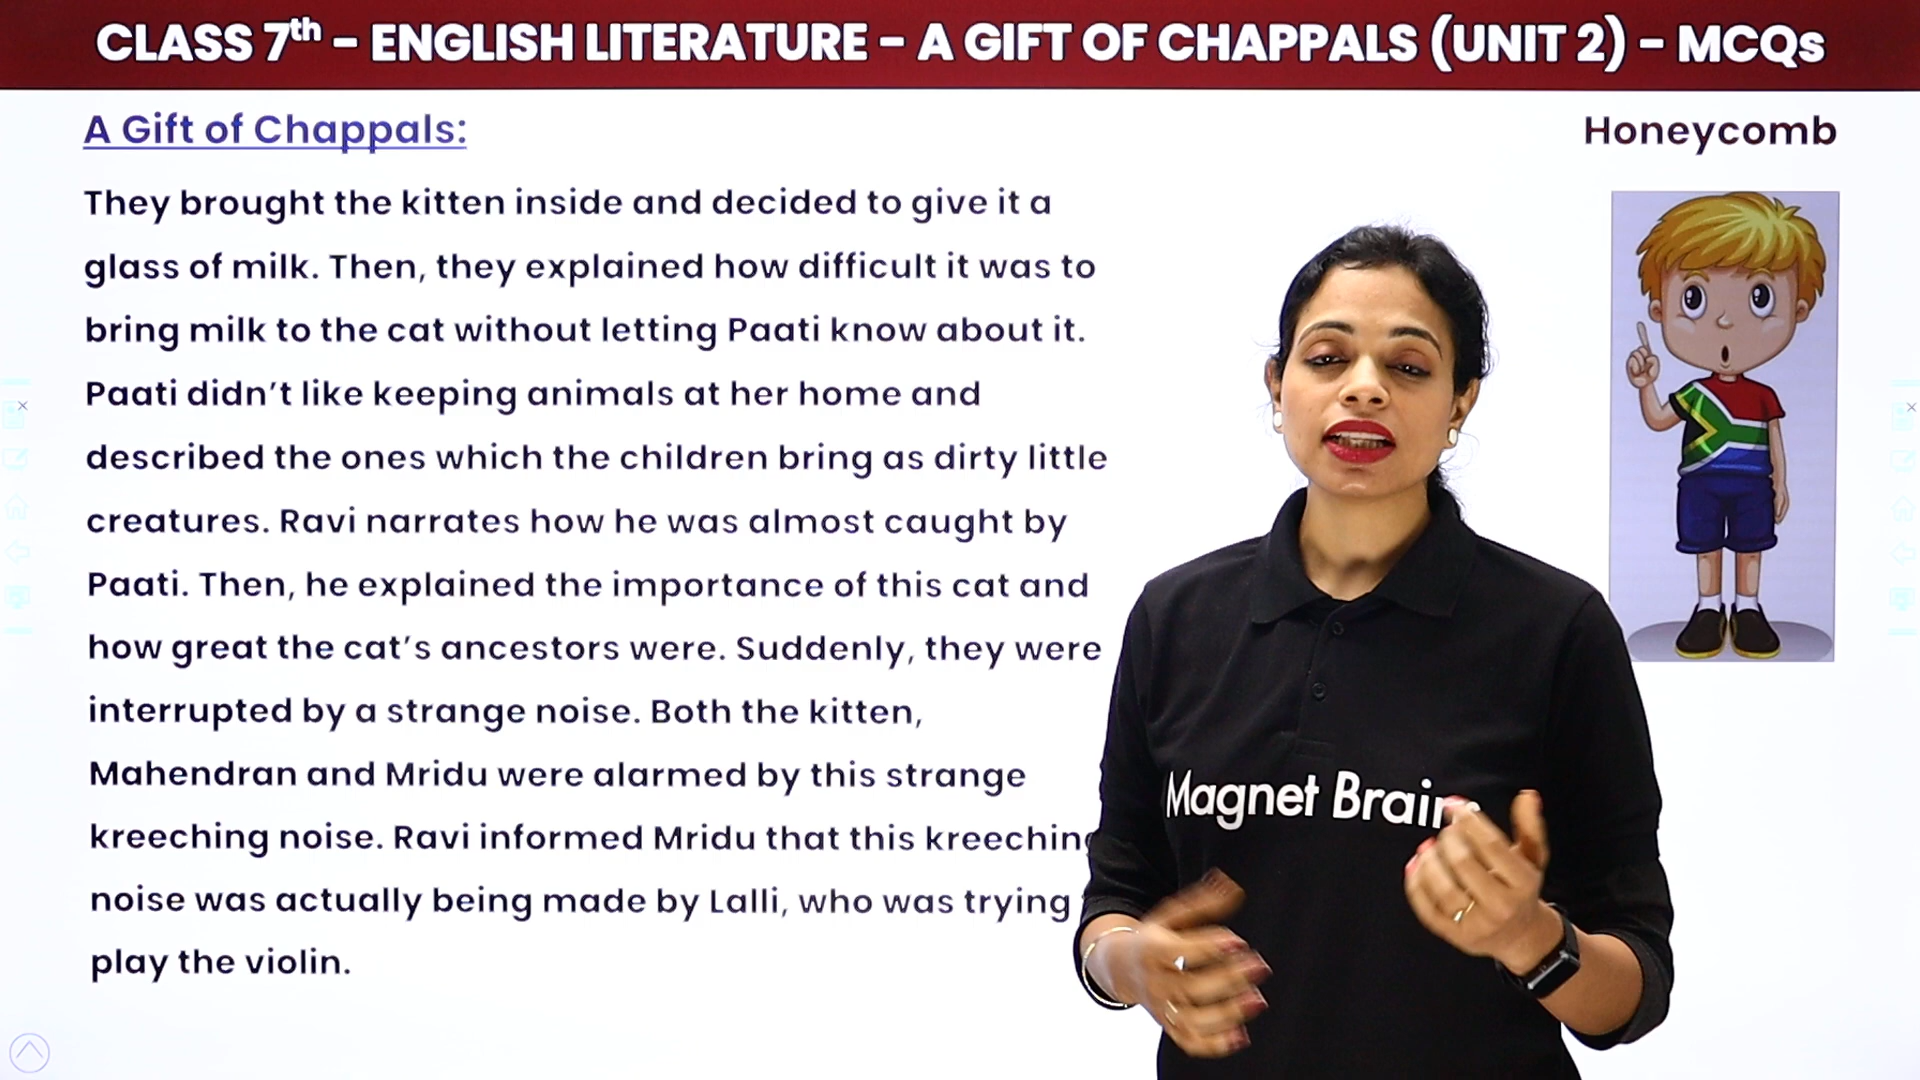 CLASS 7th – ENGLISH LITERATURE – A GIFT OF CHAPPALS (UNIT 2) – MCQs
A Gift of Chappals:
Honeycomb
They brought the kitten inside and decided to give it a
glass of milk. Then, they explained how difficult it was to
bring milk to the cat without letting Paati know about it.
Paati didn't like keeping animals at her home and
described the ones which the children bring as dirty little
creatures. Ravi narrates how he was almost caught by
Paati. Then, he explained the importance of this cat and
how great the cat's ancestors were. Suddenly, they were
interrupted by a strange noise. Both the kitten,
Mahendran and Mridu were alarmed by this strange
kreeching noise. Ravi informed Mridu that this kreeching
noise was actually being made by Lalli, who was trying
play the violin.
Magnet Brains